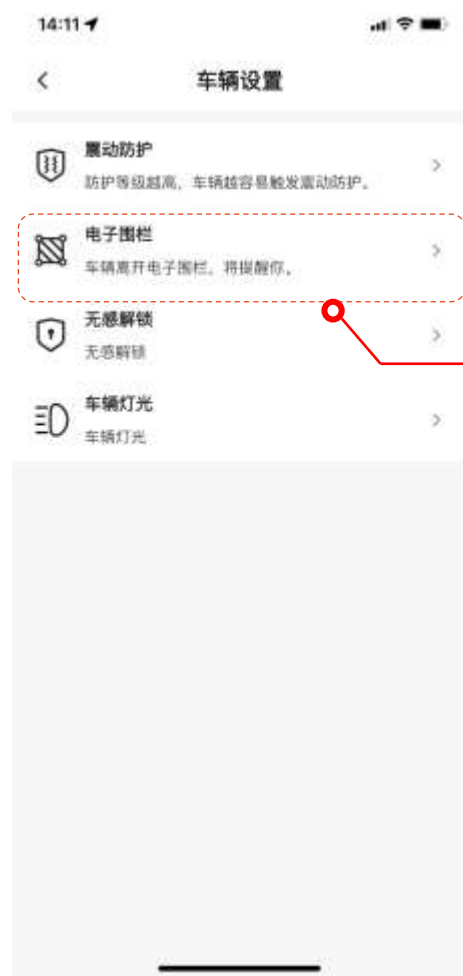 14:11
车辆设置
震动防护
防护等级越高，车辆越容易触发震动防护。
电子围栏
车辆离开电子围栏，将提醒你。
无感解锁
无感解锁
车辆灯光
车辆灯光